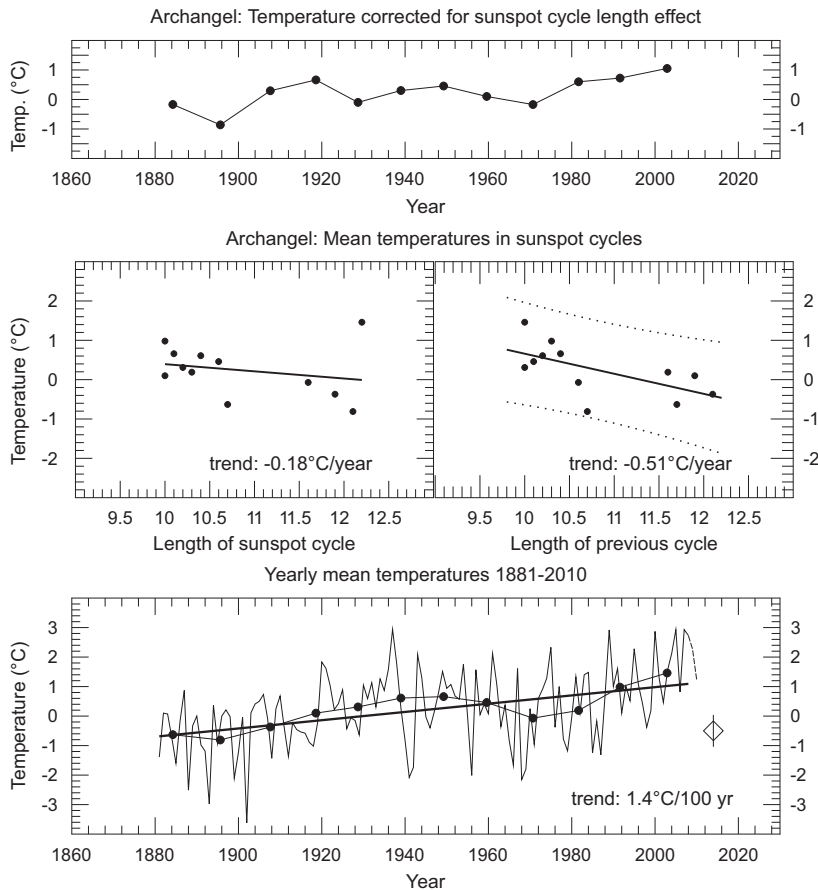 Archangel: Temperature corrected for sunspot cycle length effect
Temp. (°C)
1 1
0 0
-1 -1
1860 1880 1900 1920 1940 1960 1980 2000 2020
Year
Archangel: Mean temperatures in sunspot cycles
Temperature (°C)
2 2
1 1
0 0
-1 -1
-2 -2
trend: -0.18°C/year trend: -0.51°C/year
9.5 10 10.5 11 11.5 12 12.5 9.5 10 10.5 11 11.5 12 12.5
Length of sunspot cycle Length of previous cycle
Yearly mean temperatures 1881-2010
Temperature (°C)
3 3
2 2
1 1
0 0
-1 -1
-2 -2
-3 -3
trend: 1.4°C/100 yr
1860 1880 1900 1920 1940 1960 1980 2000 2020
Year